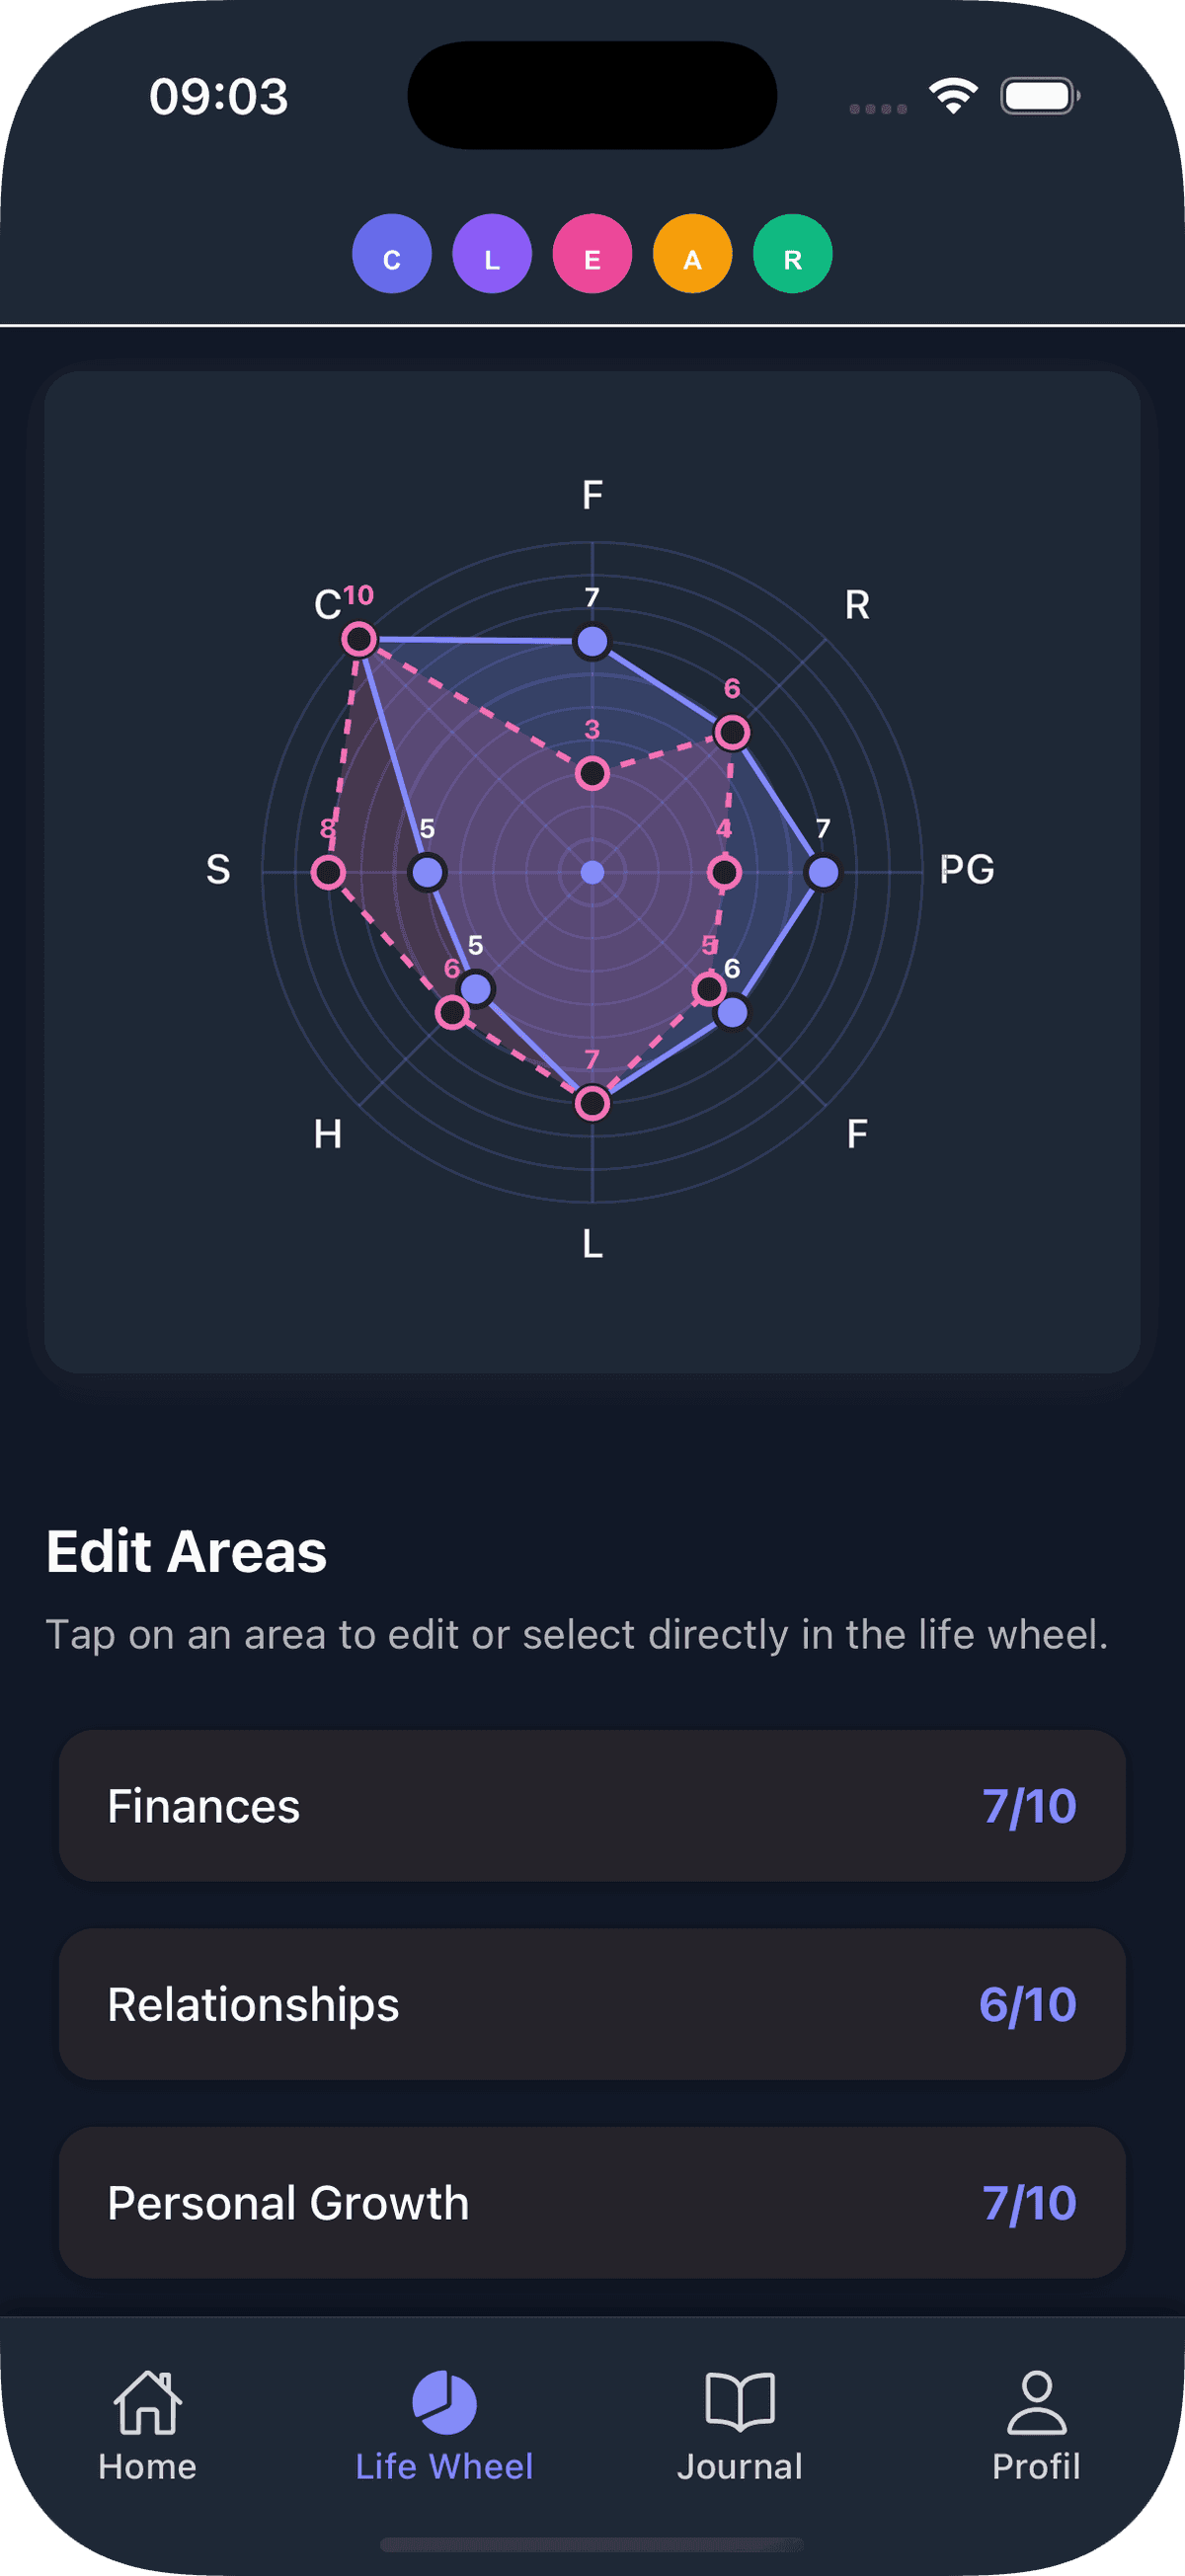 09:03
C L E A R
F
C 10 7 R
6
3
8 5 4 7
S PG
5 5
6 6
7
H F
L
Edit Areas
Tap on an area to edit or select directly in the life wheel.
Finances 7/10
Relationships 6/10
Personal Growth 7/10
Home Life Wheel Journal Profil